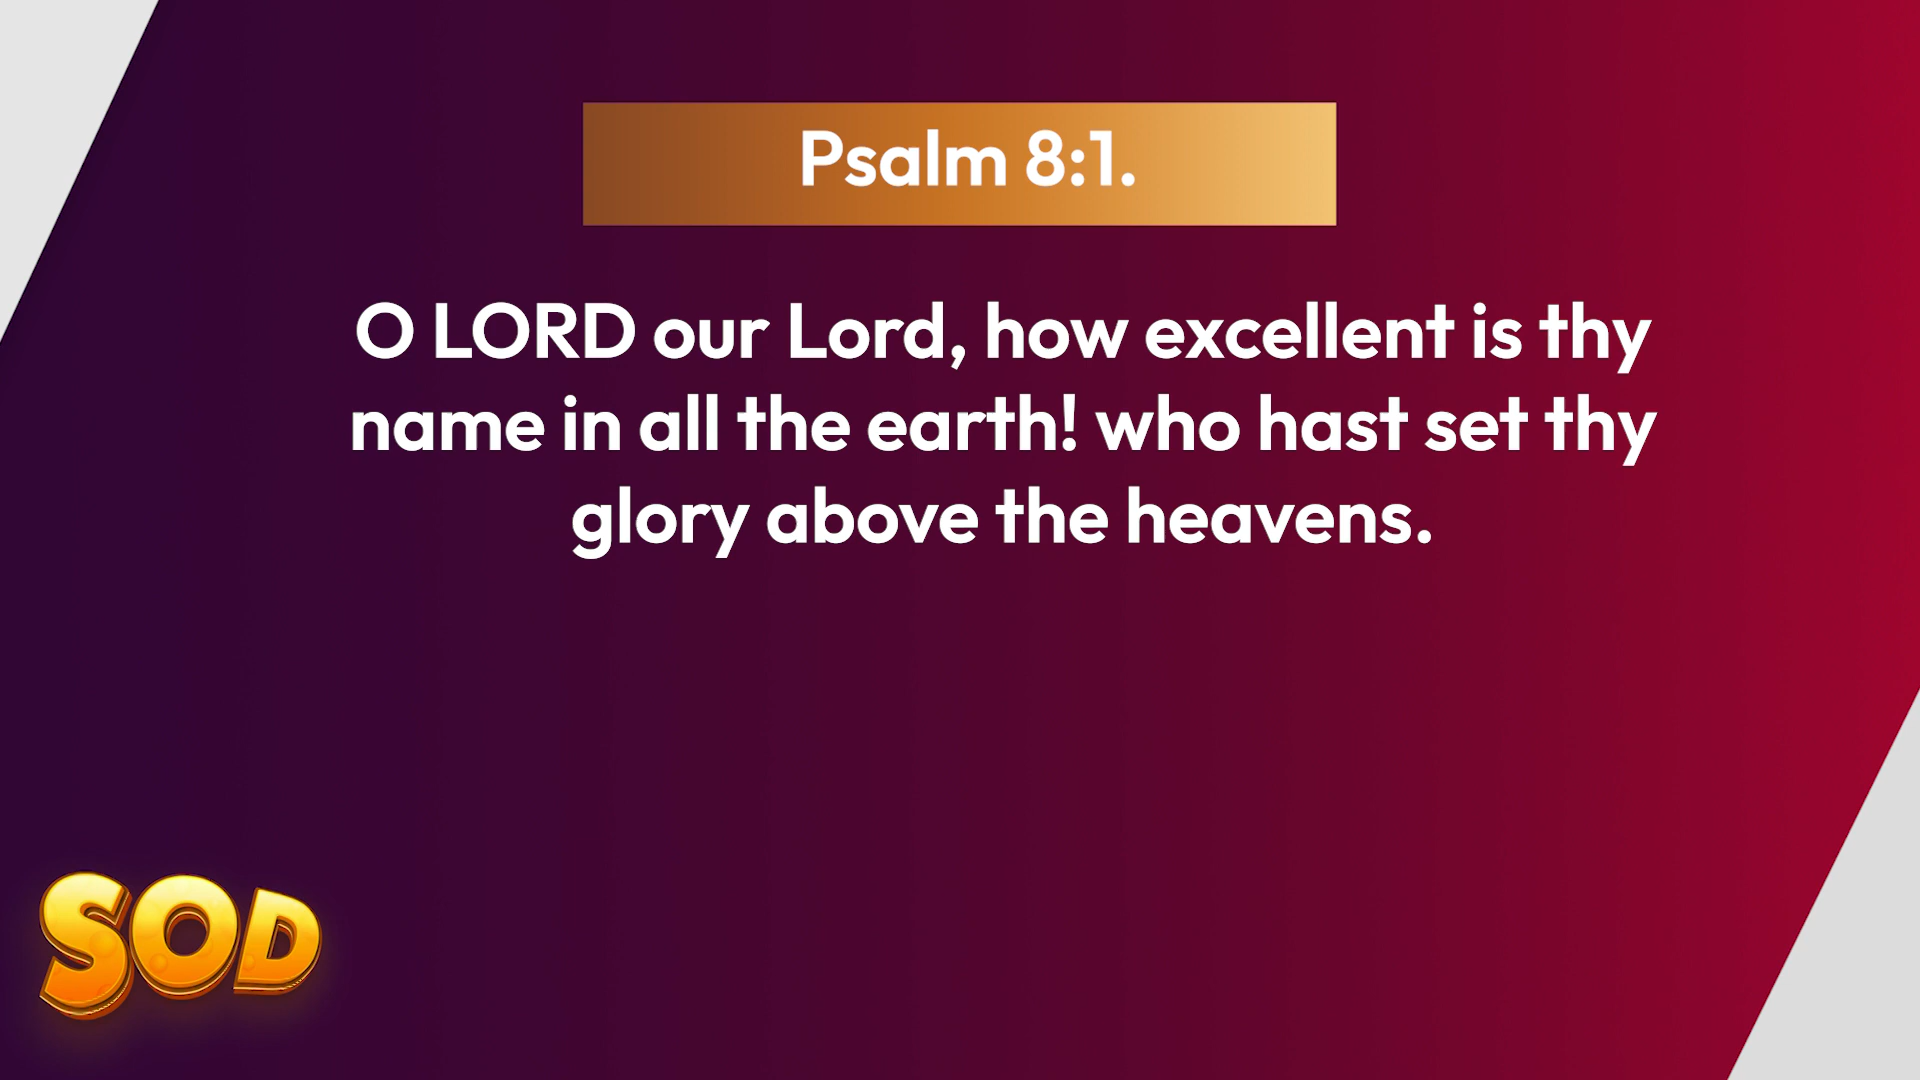 Psalm 8:1.
O LORD our Lord, how excellent is thy
name in all the earth! who hast set thy
glory above the heavens.
SOD